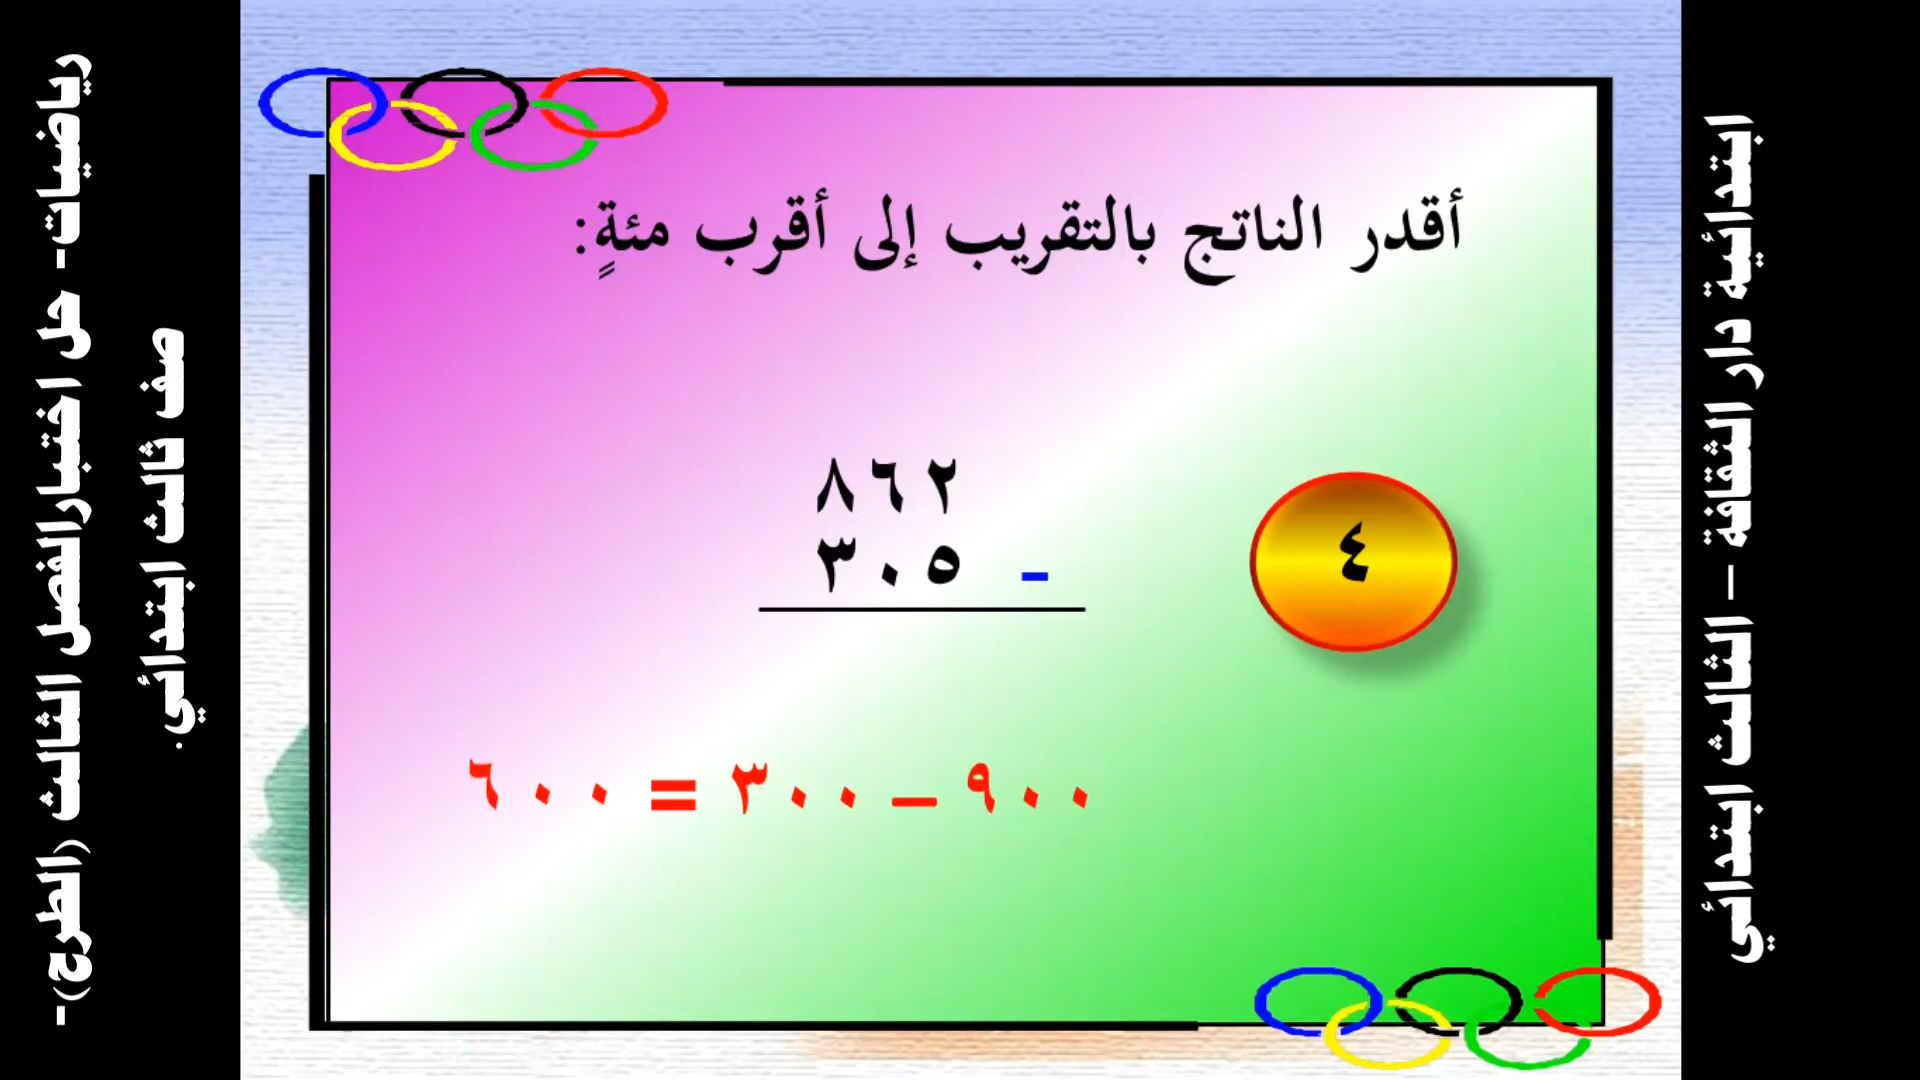 أقدر الناتج بالتقريب إلى أقرب مئةٍ:
٤
٨٦٢
٣٠٥ -
٩٠٠ – ٣٠٠ = ٦٠٠
رياضيات- حل اختبارالفصل الثالث (الطرح)-
صف ثالث ابتدائي.
ابتدائية دار الثقافة – الثالث ابتدائي